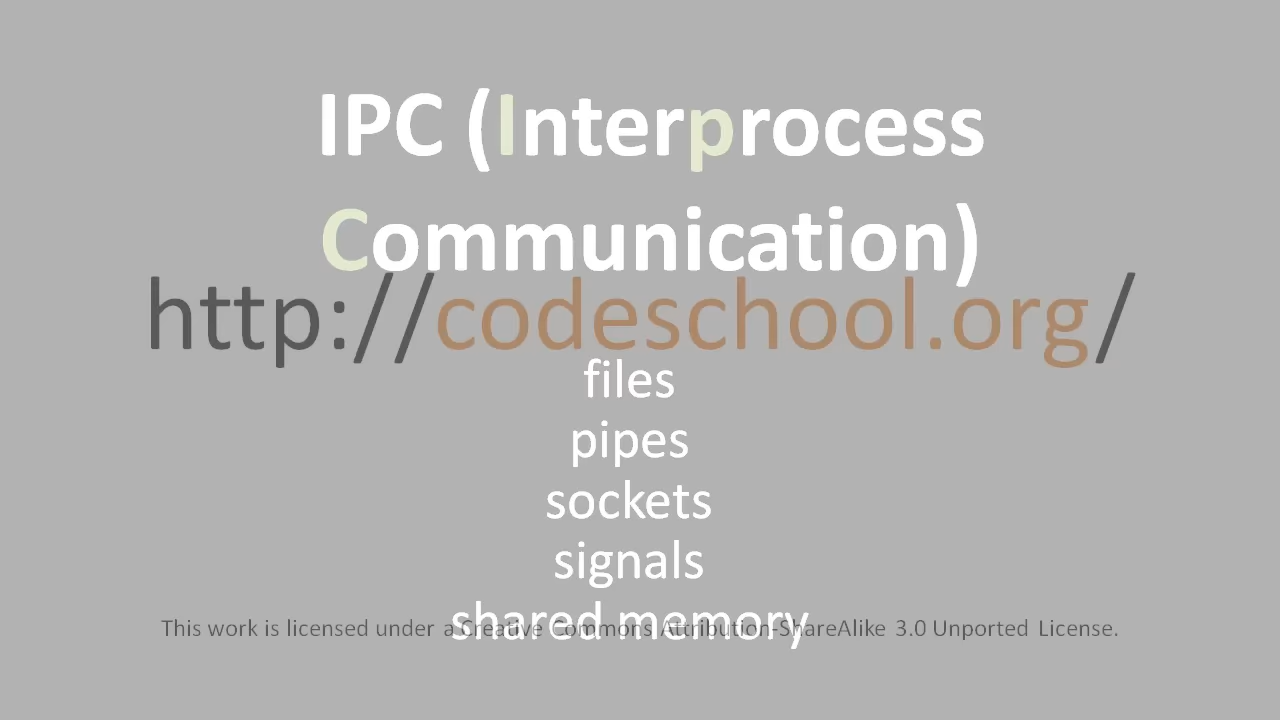 IPC (Interprocess
Communication)
http://codeschool.org/
files
pipes
sockets
signals
shared memory
This work is licensed under a Creative Commons Attribution-ShareAlike 3.0 Unported License.